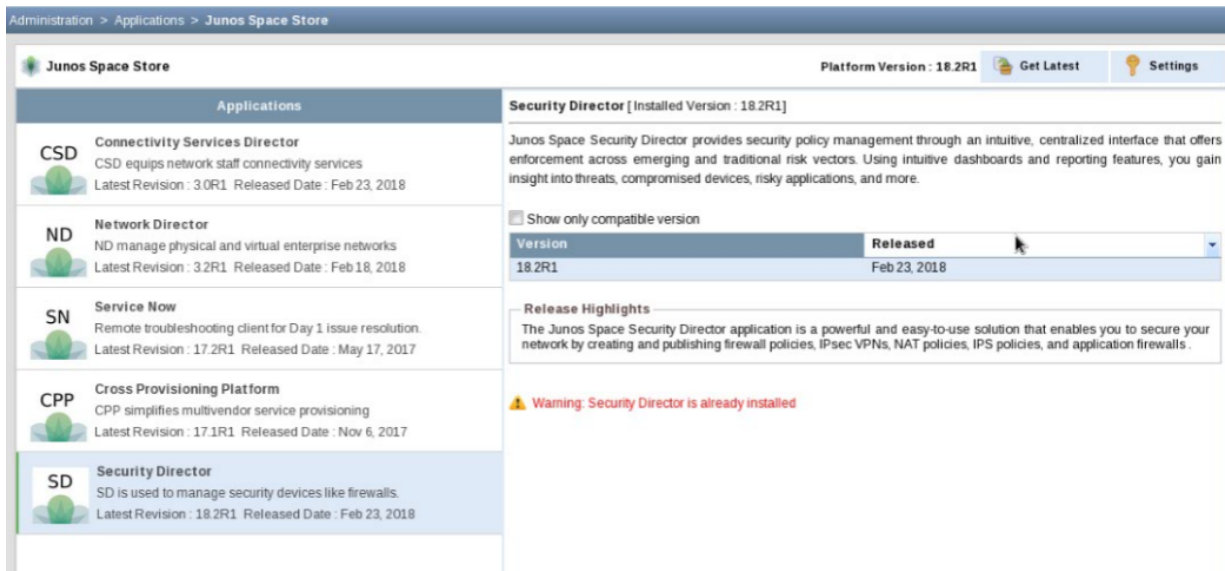 Administration > Applications > Junos Space Store
Junos Space Store
Platform Version : 18.2R1
Get Latest
Settings
Applications
CSD
Connectivity Services Director
CSD equips network staff connectivity services
Latest Revision : 3.0R1 Released Date : Feb 23, 2018
ND
Network Director
ND manage physical and virtual enterprise networks
Latest Revision : 3.2R1 Released Date : Feb 18, 2018
SN
Service Now
Remote troubleshooting client for Day 1 issue resolution.
Latest Revision : 17.2R1 Released Date : May 17, 2017
CPP
Cross Provisioning Platform
CPP simplifies multivendor service provisioning
Latest Revision : 17.1R1 Released Date : Nov 6, 2017
SD
Security Director
SD is used to manage security devices like firewalls.
Latest Revision : 18.2R1 Released Date : Feb 23, 2018
Security Director [ Installed Version : 18.2R1]
Junos Space Security Director provides security policy management through an intuitive, centralized interface that offers
enforcement across emerging and traditional risk vectors. Using intuitive dashboards and reporting features, you gain
insight into threats, compromised devices, risky applications, and more.
Show only compatible version
Version Released
18.2R1 Feb 23, 2018
Release Highlights
The Junos Space Security Director application is a powerful and easy-to-use solution that enables you to secure your
network by creating and publishing firewall policies, IPsec VPNs, NAT policies, IPS policies, and application firewalls .
Warning: Security Director is already installed